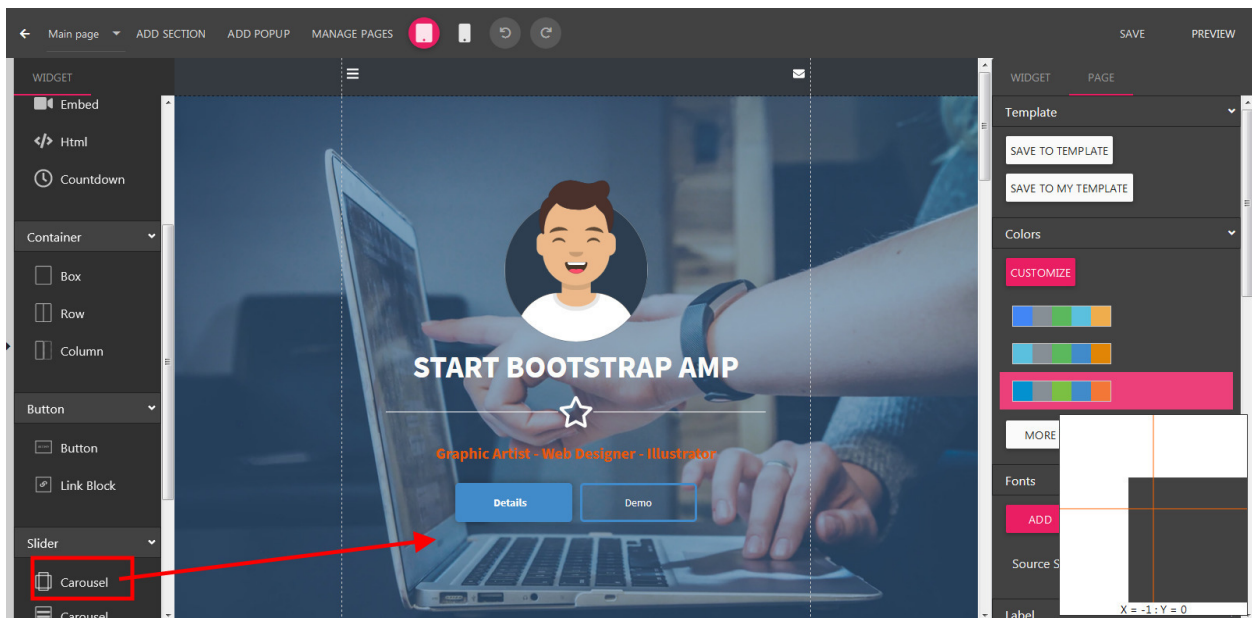 Main page
ADD SECTION
ADD POPUP
MANAGE PAGES
SAVE
PREVIEW
WIDGET
Embed
</> Html
Countdown
Container
Box
Row
Column
Button
Button
Link Block
Slider
Carousel
Carousel
START BOOTSTRAP AMP
Graphic Artist - Web Designer - Illustrator
Details
Demo
WIDGET
PAGE
Template
SAVE TO TEMPLATE
SAVE TO MY TEMPLATE
Colors
CUSTOMIZE
MORE
Fonts
ADD
Source S
Label
X = -1 : Y = 0